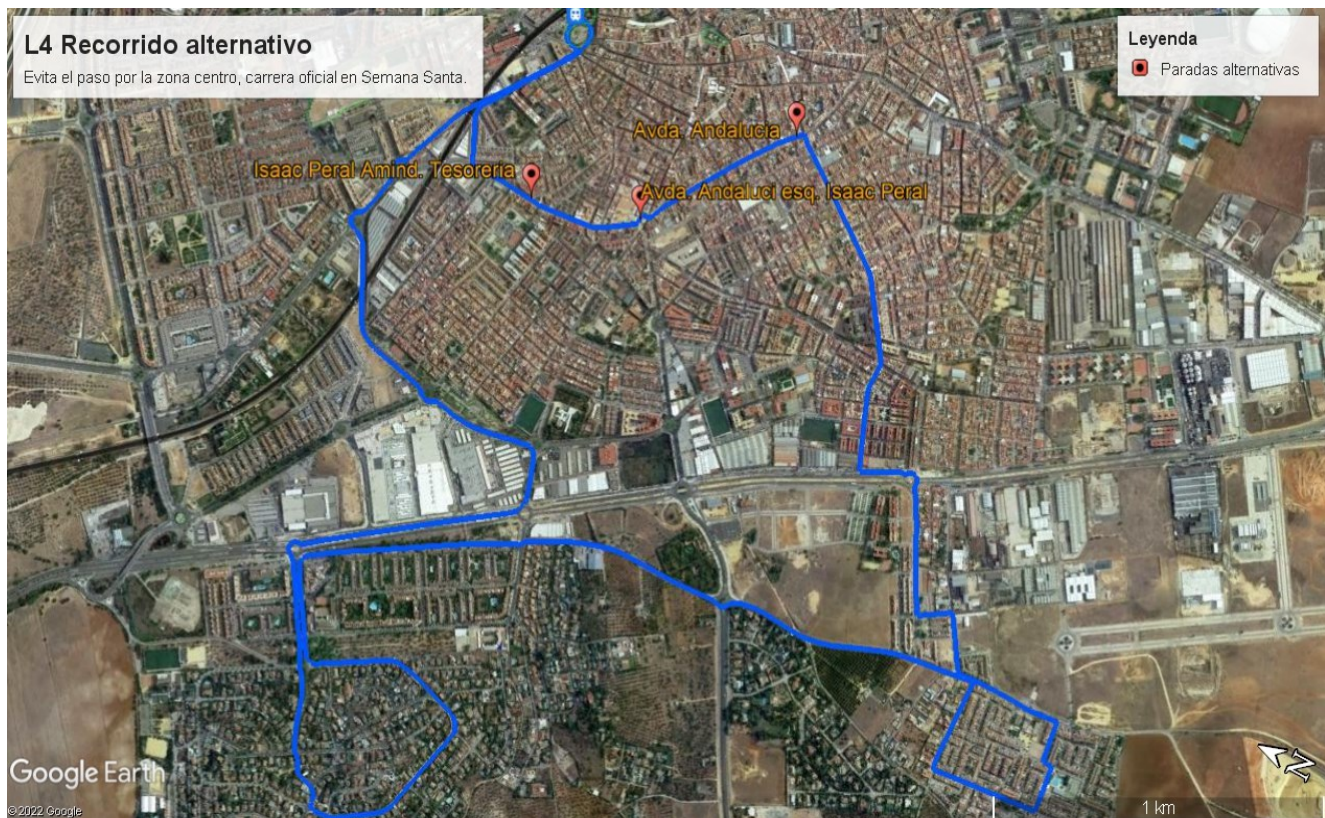 L4 Recorrido alternativo
Evita el paso por la zona centro, carrera oficial en Semana Santa.
Leyenda
Paradas alternativas
Avda. Andalucia
Isaac Peral Amind. Tesorería
Avda. Andaluci esq. Isaac Peral
N
Google Earth
©2022 Google
1 km